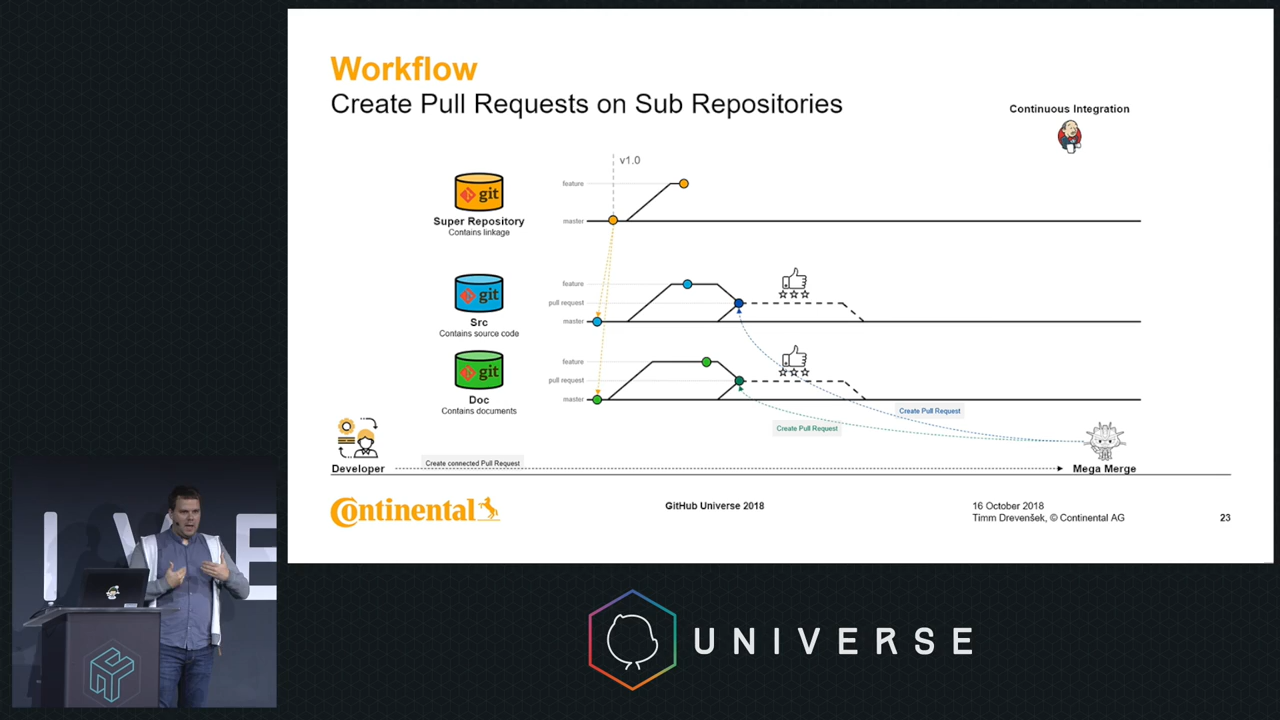 Workflow
Create Pull Requests on Sub Repositories
Continuous Integration
v1.0
feature
master
git
Super Repository
Contains linkage
feature
pull request
master
git
Src
Contains source code
feature
pull request
master
git
Doc
Contains documents
Create Pull Request
Create Pull Request
Developer
Create connected Pull Request
Mega Merge
Continental
GitHub Universe 2018
16 October 2018
Timm Drevenšek, © Continental AG
23
UNIVERSE